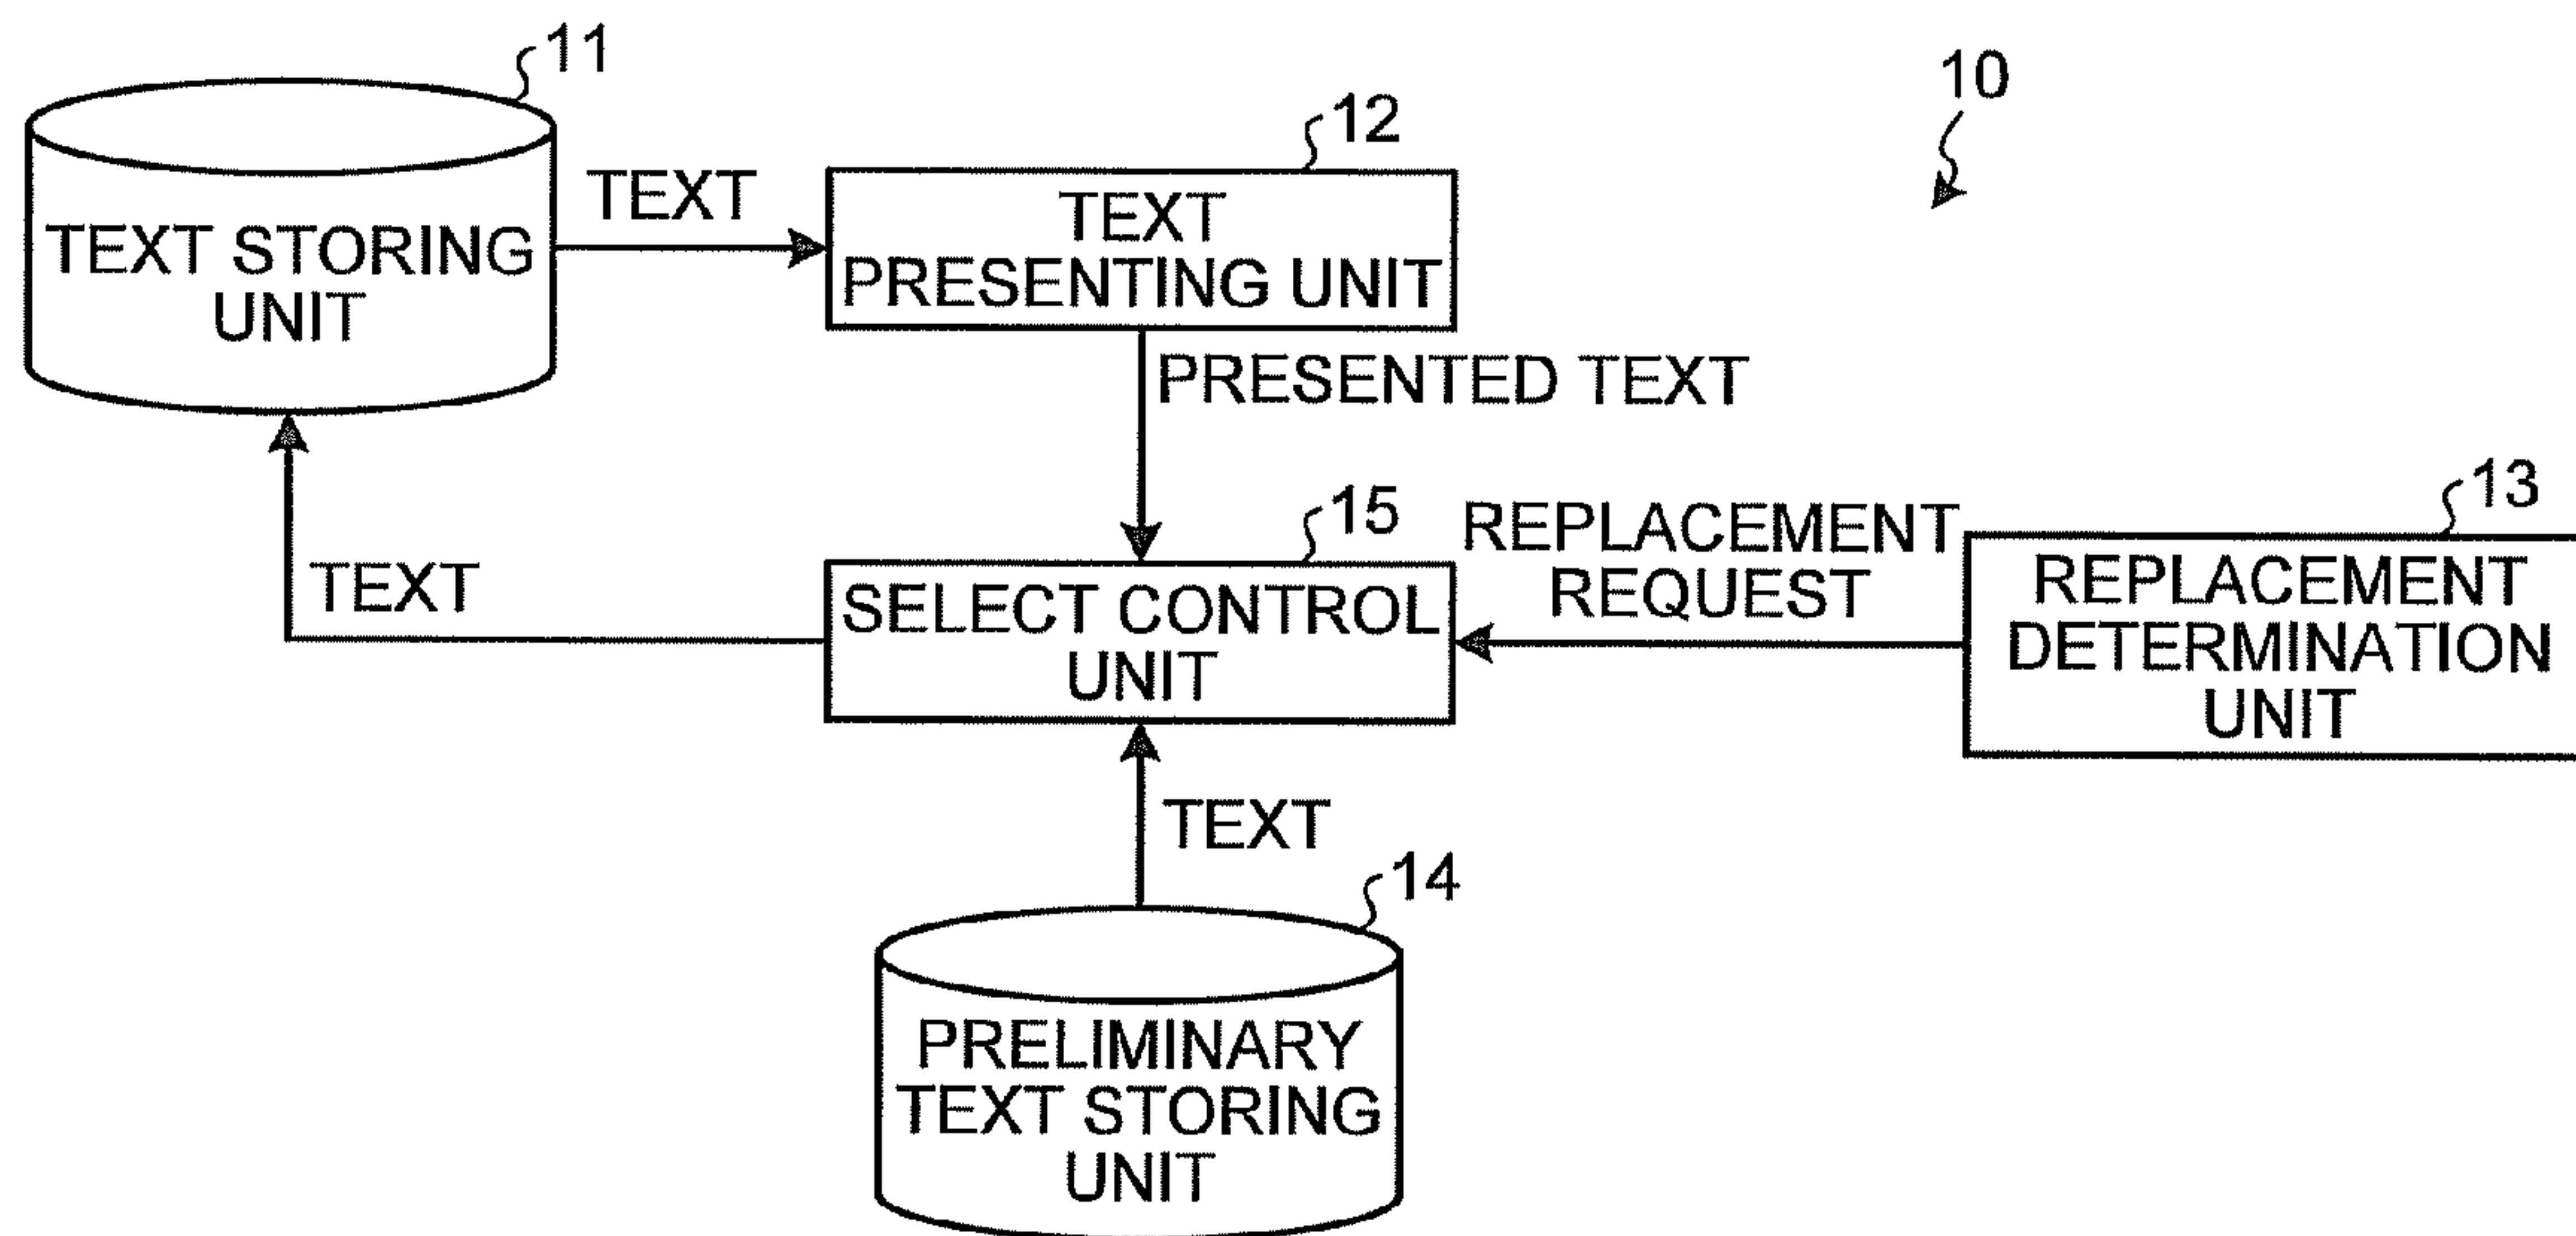 11
10
12
TEXT
TEXT
PRESENTING UNIT
TEXT STORING
UNIT
PRESENTED TEXT
13
15
REPLACEMENT
REQUEST
REPLACEMENT
DETERMINATION
UNIT
TEXT
SELECT CONTROL
UNIT
TEXT
14
PRELIMINARY
TEXT STORING
UNIT